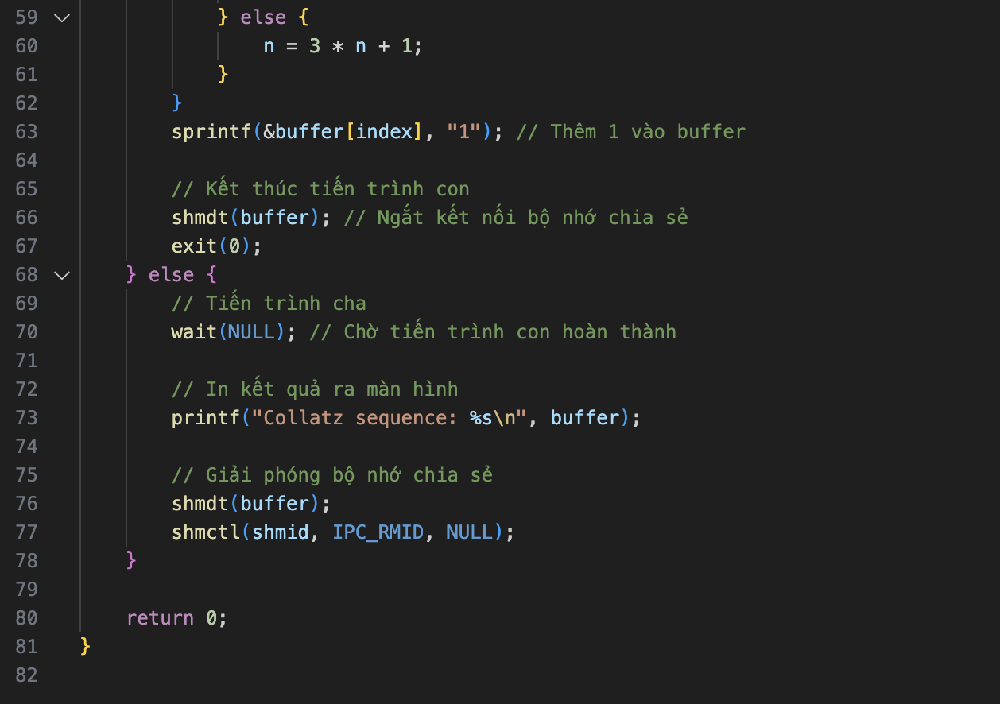 59 } else {
60 n = 3 * n + 1;
61 }
62 }
63 sprintf(&buffer[index], "1"); // Thêm 1 vào buffer
64
65 // Kết thúc tiến trình con
66 shmdt(buffer); // Ngắt kết nối bộ nhớ chia sẻ
67 exit(0);
68 } else {
69 // Tiến trình cha
70 wait(NULL); // Chờ tiến trình con hoàn thành
71
72 // In kết quả ra màn hình
73 printf("Collatz sequence: %s\n", buffer);
74
75 // Giải phóng bộ nhớ chia sẻ
76 shmdt(buffer);
77 shmctl(shmid, IPC_RMID, NULL);
78 }
79
80 return 0;
81 }
82